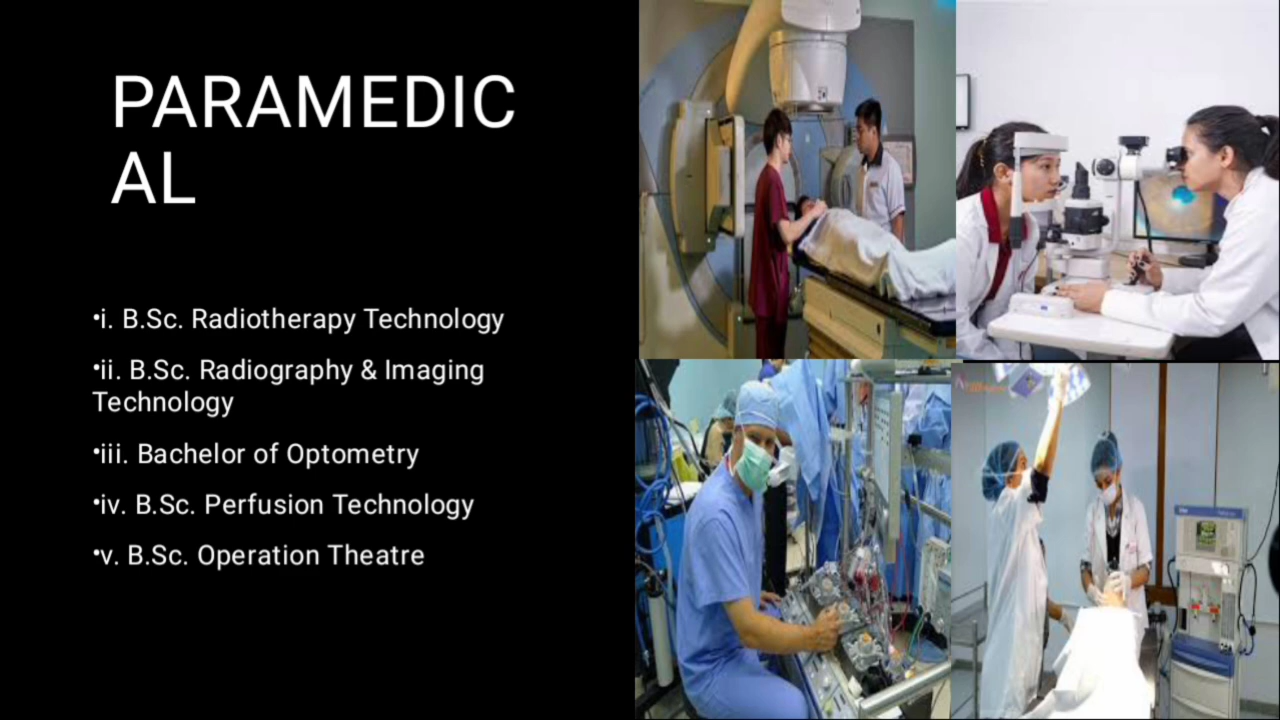 PARAMEDIC
AL
•i. B.Sc. Radiotherapy Technology
•ii. B.Sc. Radiography & Imaging
Technology
•iii. Bachelor of Optometry
•iv. B.Sc. Perfusion Technology
•v. B.Sc. Operation Theatre